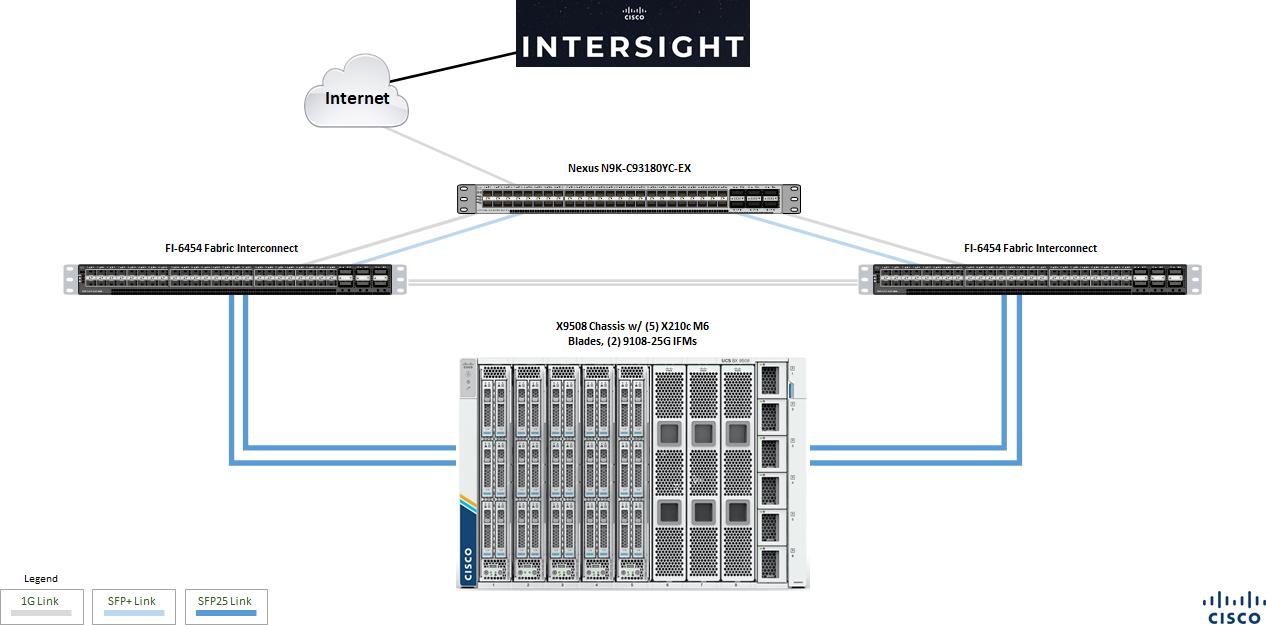 CISCO
INTERSIGHT
Internet
Nexus N9K-C93180YC-EX
FI-6454 Fabric Interconnect
FI-6454 Fabric Interconnect
X9508 Chassis w/ (5) X210c M6
Blades, (2) 9108-25G IFMs
UCS BX 9508
CISCO
1 2 3 4 5 6 7 8
Legend
1G Link
SFP+ Link
SFP25 Link
CISCO